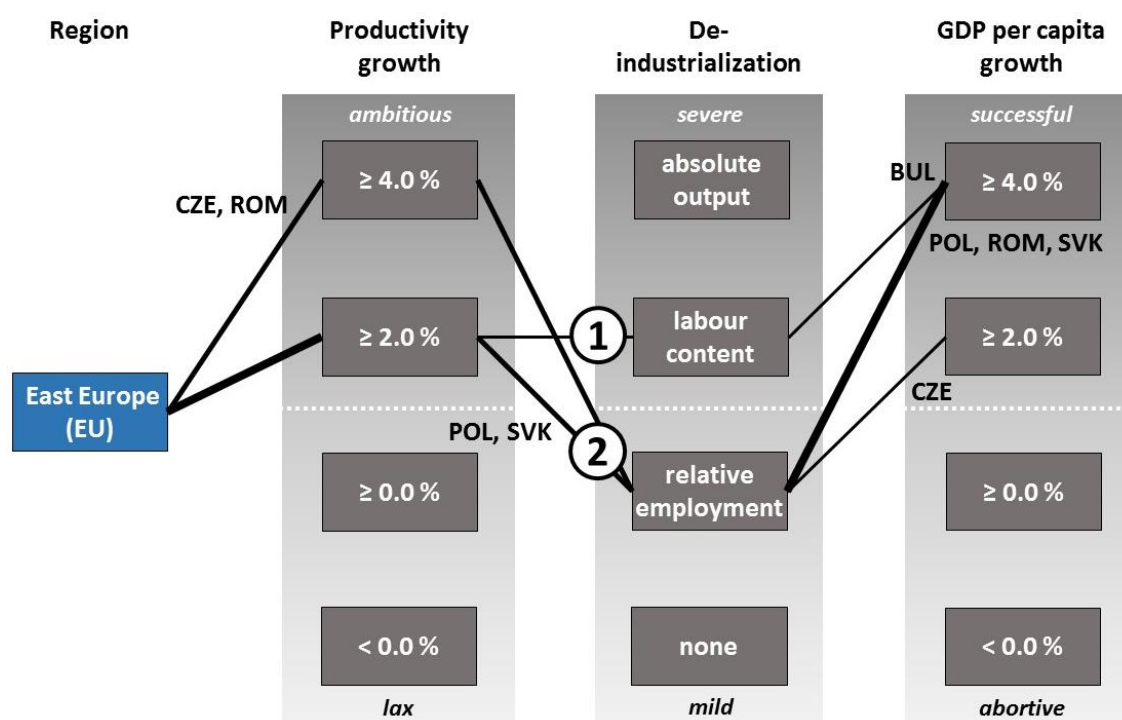 Region
Productivity
growth
De-
industrialization
GDP per capita
growth
ambitious
severe
successful
≥ 4.0 %
absolute
output
BUL
≥ 4.0 %
CZE, ROM
POL, ROM, SVK
≥ 2.0 %
1
labour
content
≥ 2.0 %
East Europe
(EU)
CZE
POL, SVK
2
≥ 0.0 %
relative
employment
≥ 0.0 %
< 0.0 %
none
< 0.0 %
lax
mild
abortive